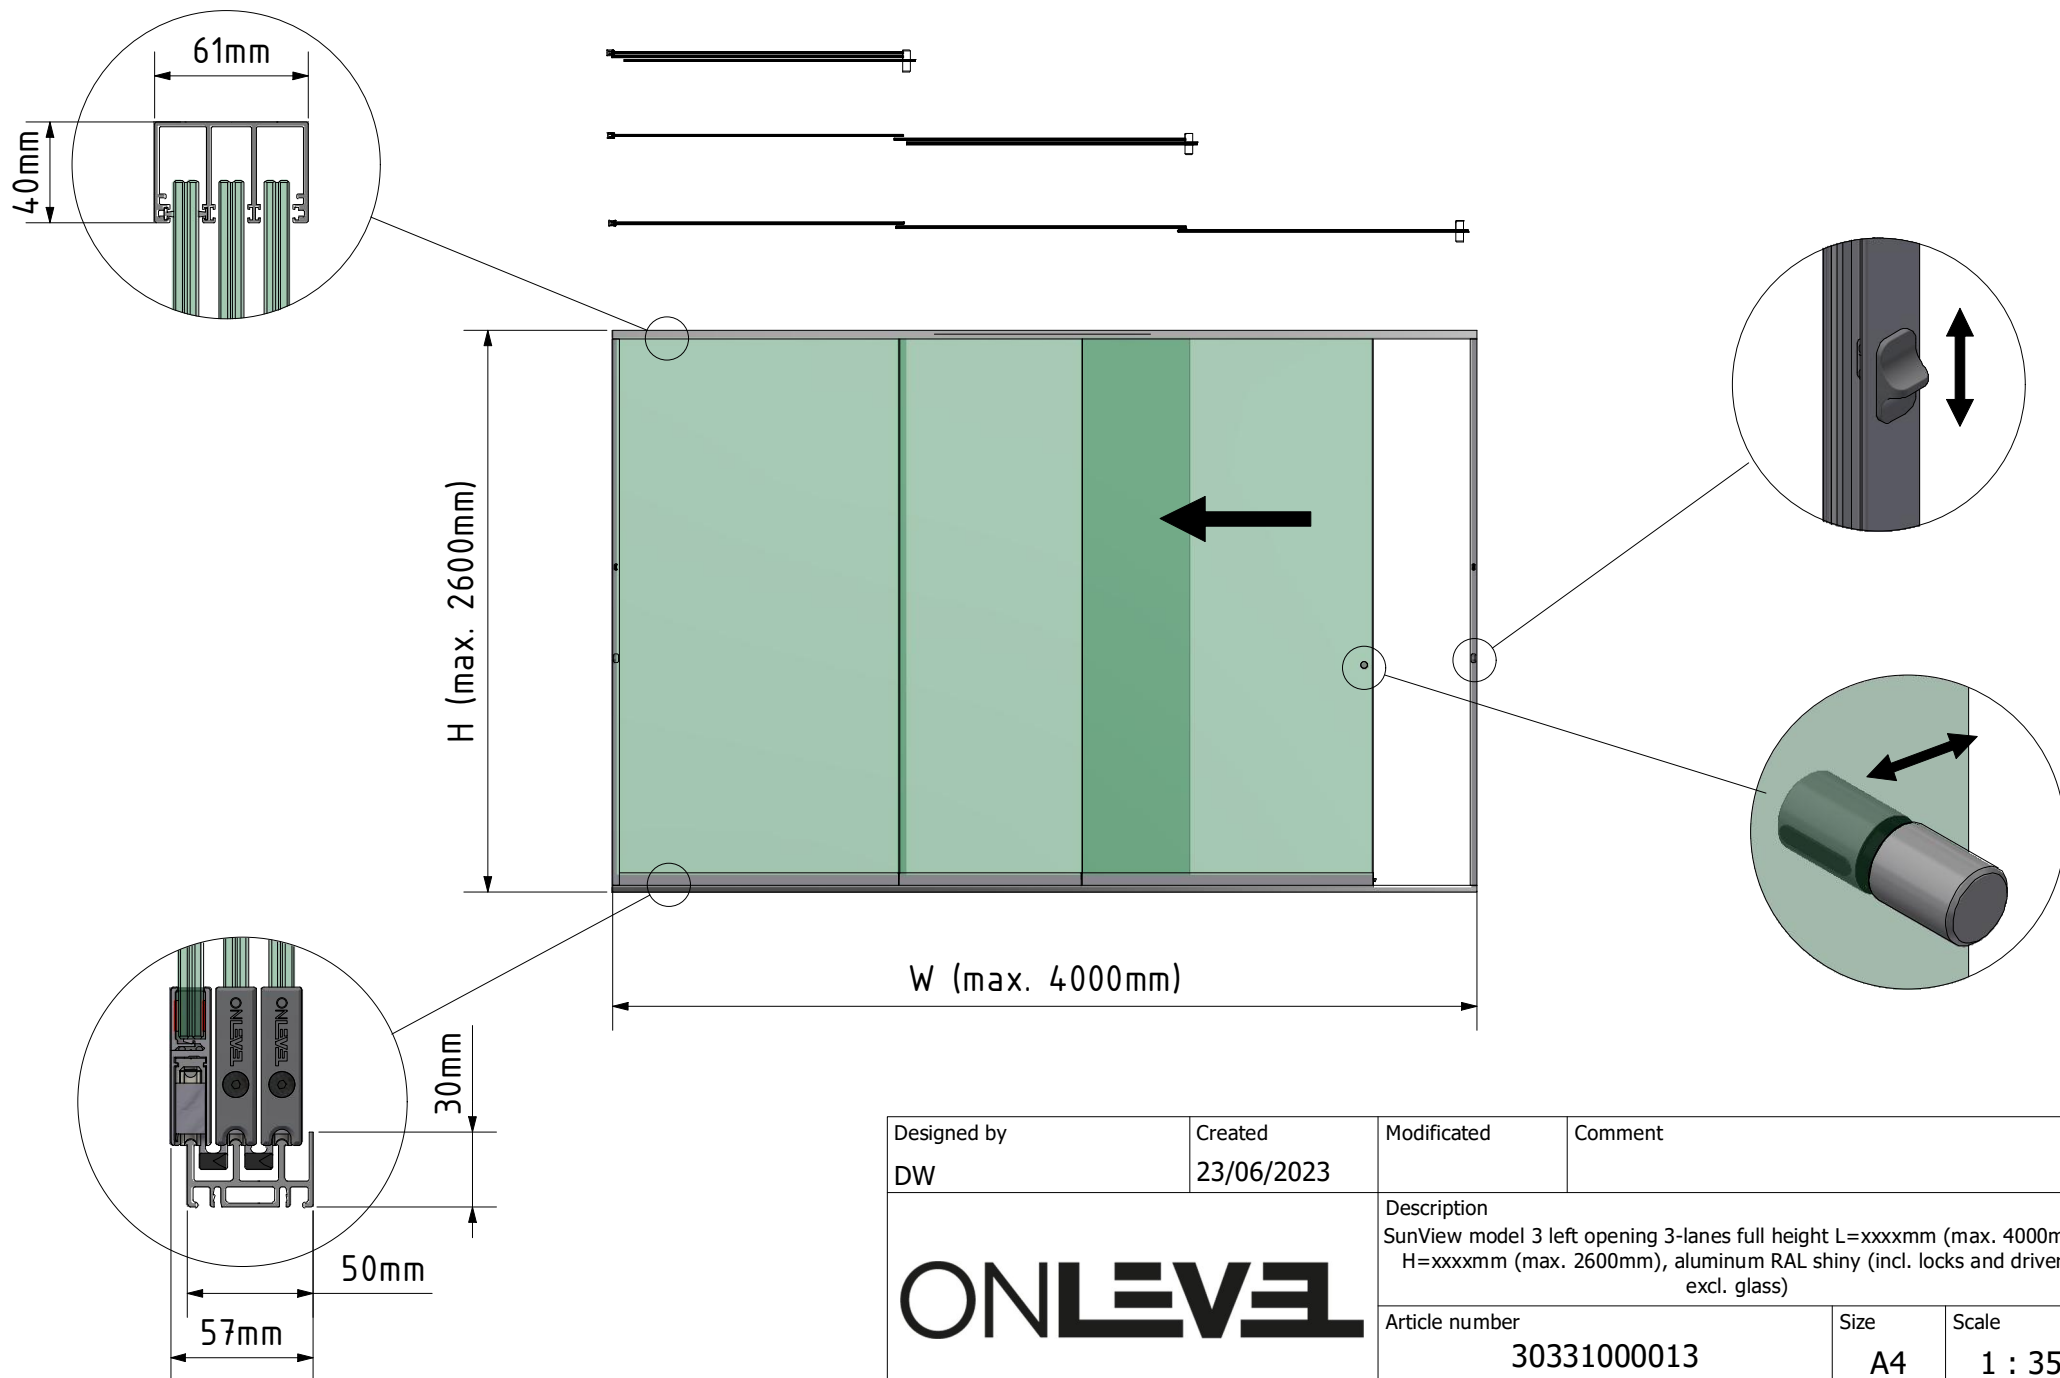 61mm
40mm
H (max. 2600mm)
W (max. 4000mm)
ONLEVEL
ONLEVEL
30mm
50mm
57mm
Designed by
DW
Created
23/06/2023
Modificated
Comment
ONLEVEL
Description
SunView model 3 left opening 3-lanes full height L=xxxxmm (max. 4000m
H=xxxxmm (max. 2600mm), aluminum RAL shiny (incl. locks and driver
excl. glass)
Article number
30331000013
Size
A4
Scale
1 : 35